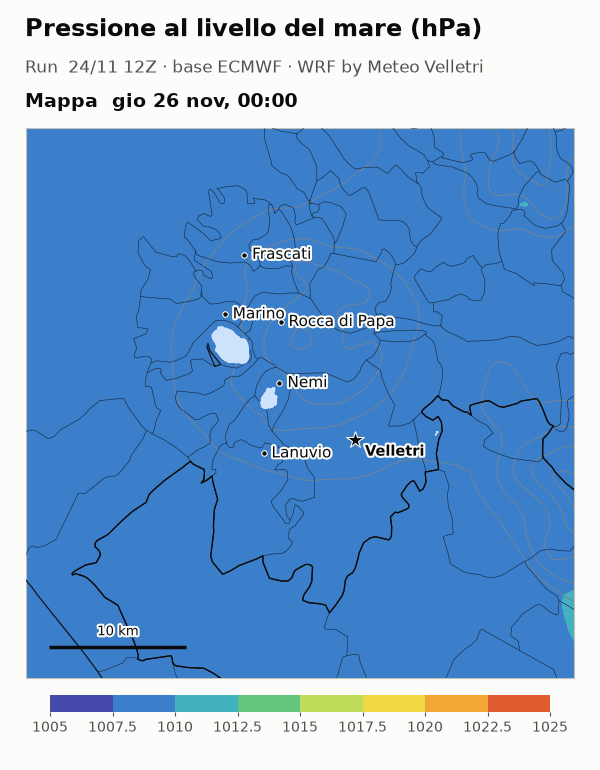 Pressione al livello del mare (hPa)
Run  24/11 12Z · base ECMWF · WRF by Meteo Velletri
Mappa  gio 26 nov, 00:00
Frascati
Marino
Rocca di Papa
Nemi
Velletri
Lanuvio
10 km
1005 1007.5 1010 1012.5 1015 1017.5 1020 1022.5 1025